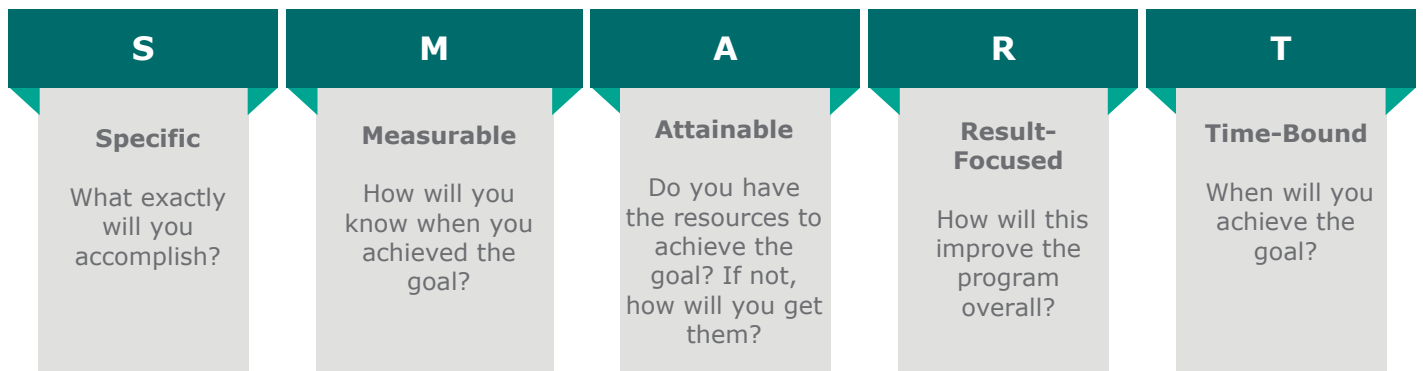 S
Specific
What exactly
will you
accomplish?
M
Measurable
How will you
know when you
achieved the
goal?
A
Attainable
Do you have
the resources to
achieve the
goal? If not,
how will you get
them?
R
Result-
Focused
How will this
improve the
program
overall?
T
Time-Bound
When will you
achieve the
goal?